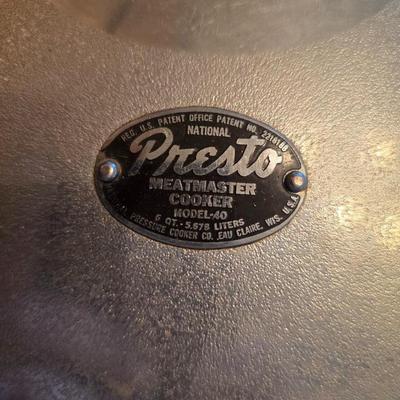 REG. U.S. PATENT OFFICE PATENT NO. 2218188
NATIONAL
Presto
MEATMASTER
COOKER
MODEL-40
6 QT. - 5.678 LITERS
PRESSURE COOKER CO. EAU CLAIRE, WIS. U.S.A.